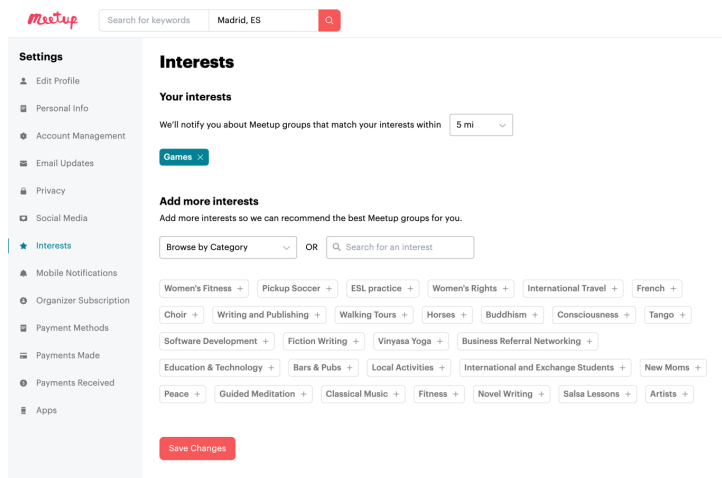 Meetup
Search for keywords
Madrid, ES
Settings
Edit Profile
Personal Info
Account Management
Email Updates
Privacy
Social Media
Interests
Mobile Notifications
Organizer Subscription
Payment Methods
Payments Made
Payments Received
Apps
Interests
Your interests
We'll notify you about Meetup groups that match your interests within 5 mi
Games ×
Add more interests
Add more interests so we can recommend the best Meetup groups for you.
Browse by Category OR Search for an interest
Women's Fitness + Pickup Soccer + ESL practice + Women's Rights + International Travel + French +
Choir + Writing and Publishing + Walking Tours + Horses + Buddhism + Consciousness + Tango +
Software Development + Fiction Writing + Vinyasa Yoga + Business Referral Networking +
Education & Technology + Bars & Pubs + Local Activities + International and Exchange Students + New Moms +
Peace + Guided Meditation + Classical Music + Fitness + Novel Writing + Salsa Lessons + Artists +
Save Changes